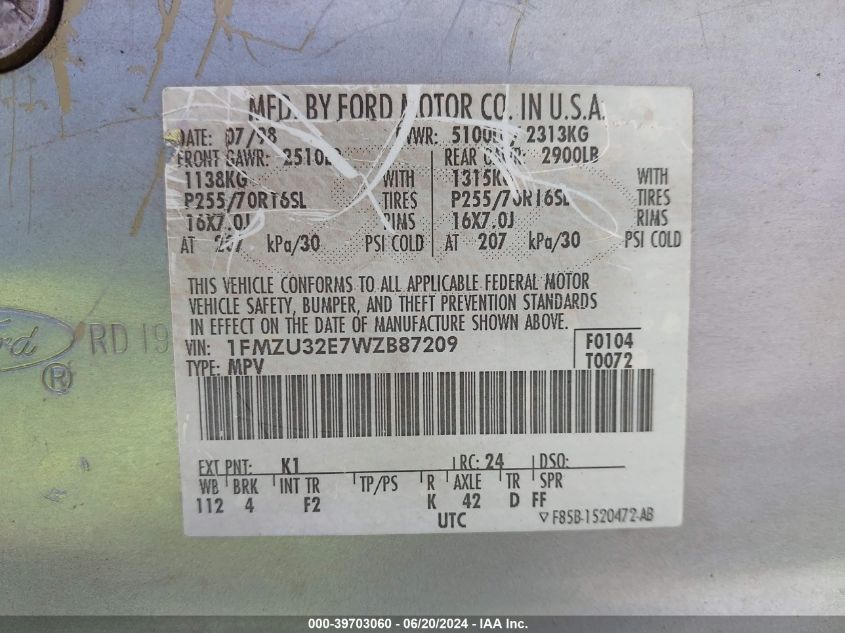 MFD. BY FORD MOTOR CO. IN U.S.A.
DATE: 07/98 GVWR: 5100LB/ 2313KG
FRONT GAWR: 2510LB REAR GAWR: 2900LB
1138KG WITH 1315KG WITH
P255/70R16SL TIRES P255/70R16SL TIRES
16X7.0J RIMS 16X7.0J RIMS
AT 207 kPa/30 PSI COLD AT 207 kPa/30 PSI COLD
THIS VEHICLE CONFORMS TO ALL APPLICABLE FEDERAL MOTOR
VEHICLE SAFETY, BUMPER, AND THEFT PREVENTION STANDARDS
IN EFFECT ON THE DATE OF MANUFACTURE SHOWN ABOVE.
Ford ® RD 19
VIN: 1FMZU32E7WZB87209 F0104
TYPE: MPV T0072
EXT PNT: K1 RC: 24 DSO:
WB BRK INT TR TP/PS R AXLE TR SPR
112 4 F2 K 42 D FF
UTC ▽ F85B-1520472-AB
000-39703060 - 06/20/2024 - IAA Inc.